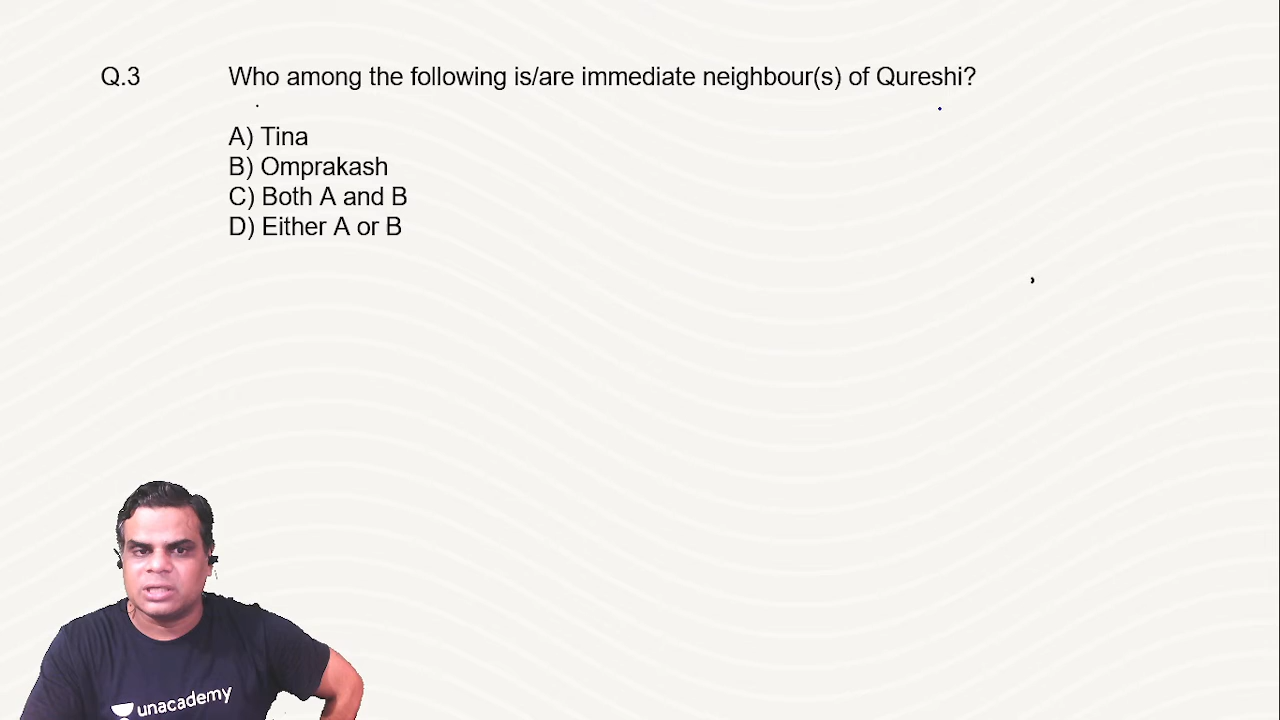 Q.3 Who among the following is/are immediate neighbour(s) of Qureshi?
A) Tina
B) Omprakash
C) Both A and B
D) Either A or B
unacademy